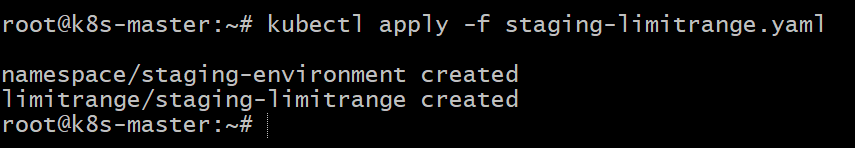 root@k8s-master:~# kubectl apply -f staging-limitrange.yaml
namespace/staging-environment created
limitrange/staging-limitrange created
root@k8s-master:~#